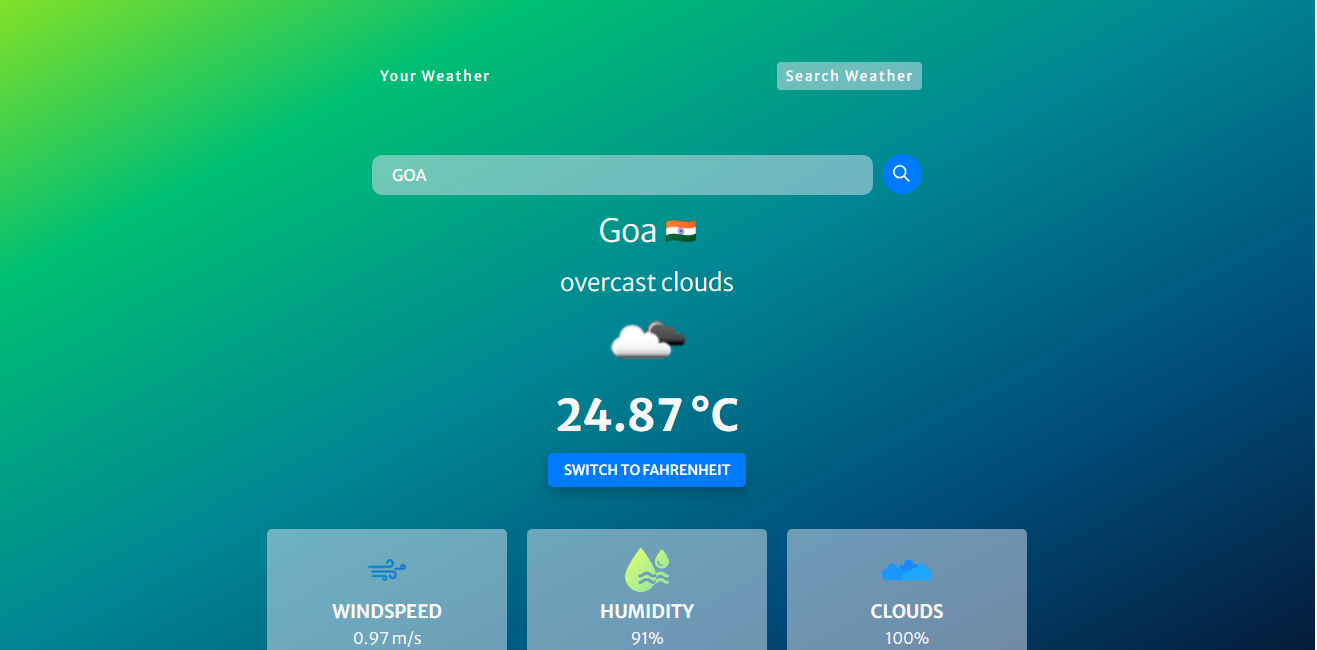 Your Weather
Search Weather
GOA
Goa
overcast clouds
24.87 °C
SWITCH TO FAHRENHEIT
WINDSPEED
HUMIDITY
CLOUDS
0.97 m/s
91%
100%